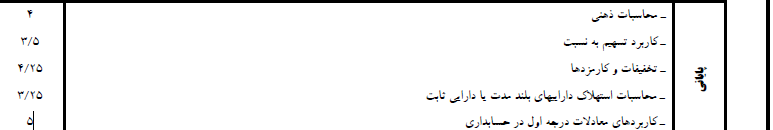 پایانی
ـ محاسبات ذهنی ۴
ـ کاربرد تسهیم به نسبت ۳/۵
ـ تخفیفات و کارمزدها ۴/۲۵
ـ محاسبات استهلاک داراییهای بلند مدت یا دارایی ثابت ۳/۲۵
ـ کاربردهای معادلات درجه اول در حسابداری ۵